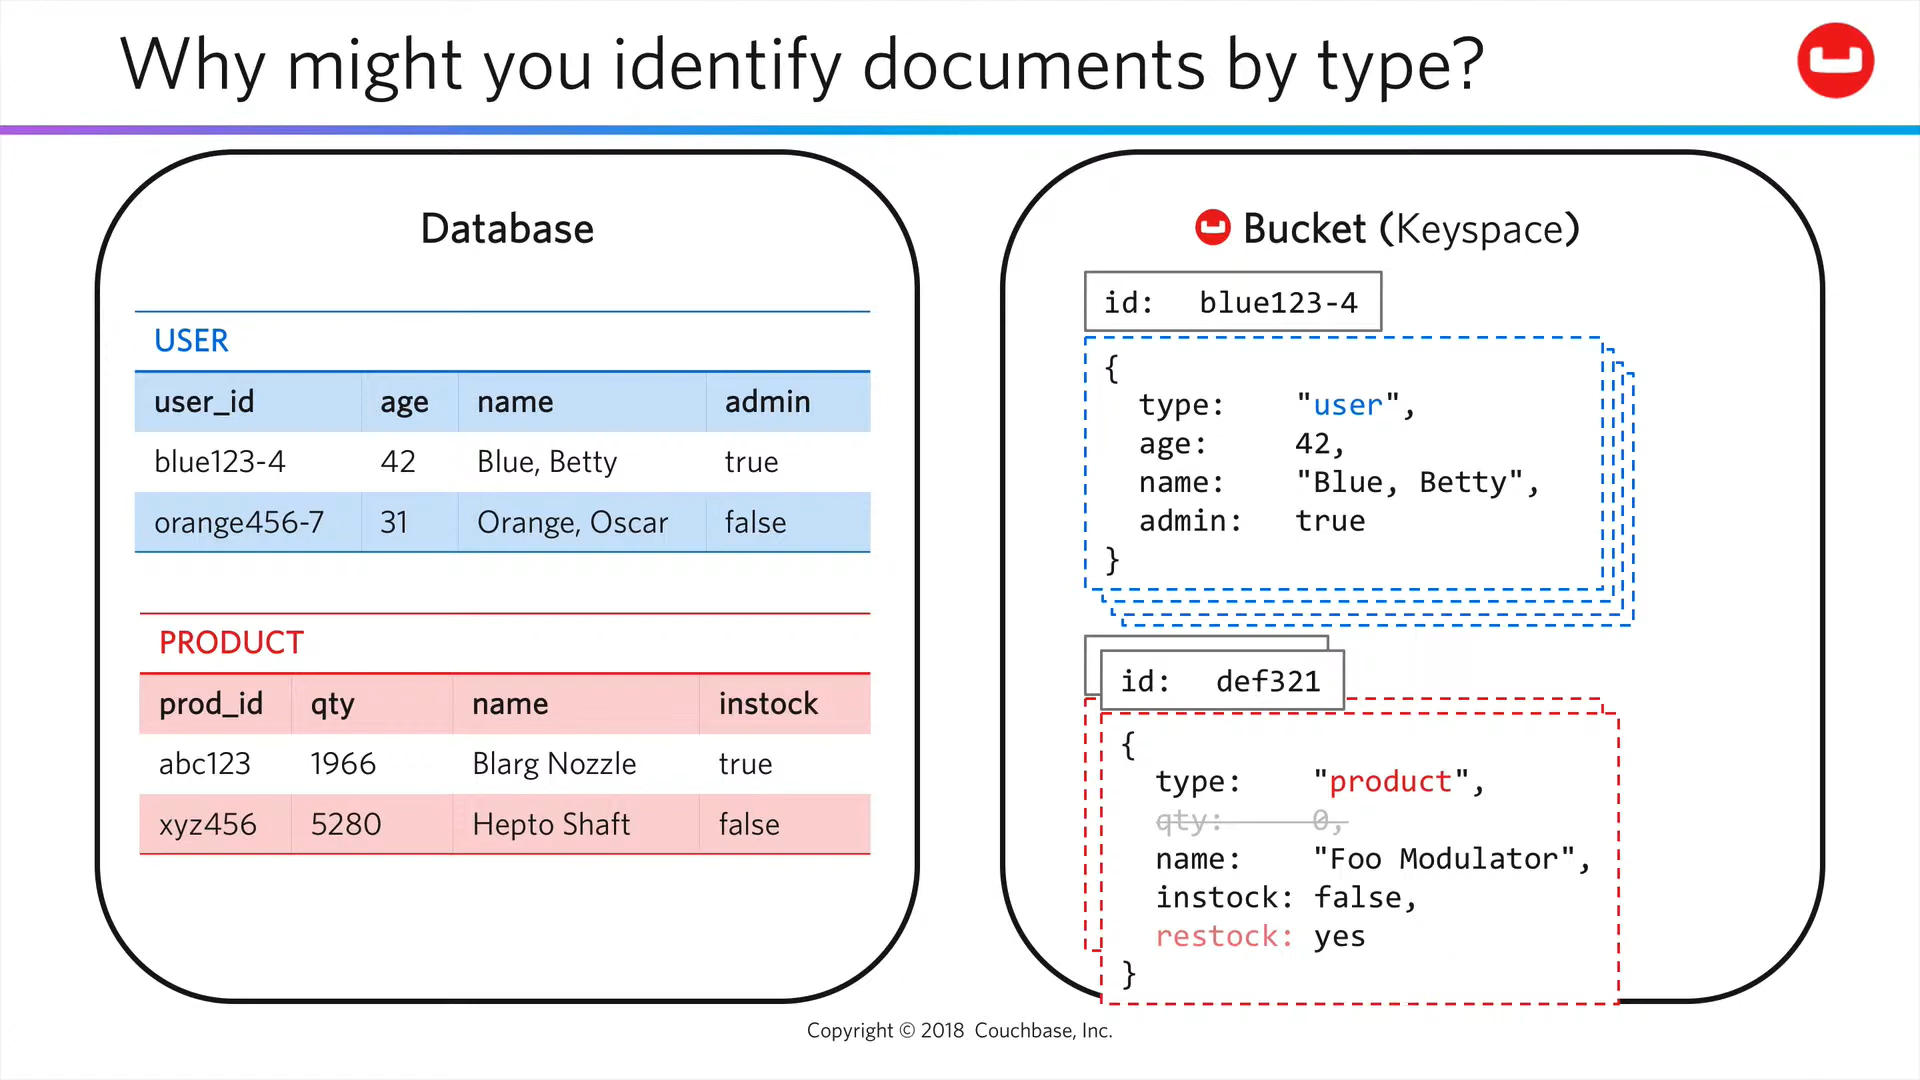 Why might you identify documents by type?
Database
USER
user_id age name admin
blue123-4 42 Blue, Betty true
orange456-7 31 Orange, Oscar false
PRODUCT
prod_id qty name instock
abc123 1966 Blarg Nozzle true
xyz456 5280 Hepto Shaft false
Bucket (Keyspace)
id: blue123-4
{
type: "user",
age: 42,
name: "Blue, Betty",
admin: true
}
id: def321
{
type: "product",
qty: 0,
name: "Foo Modulator",
instock: false,
restock: yes
}
Copyright © 2018 Couchbase, Inc.